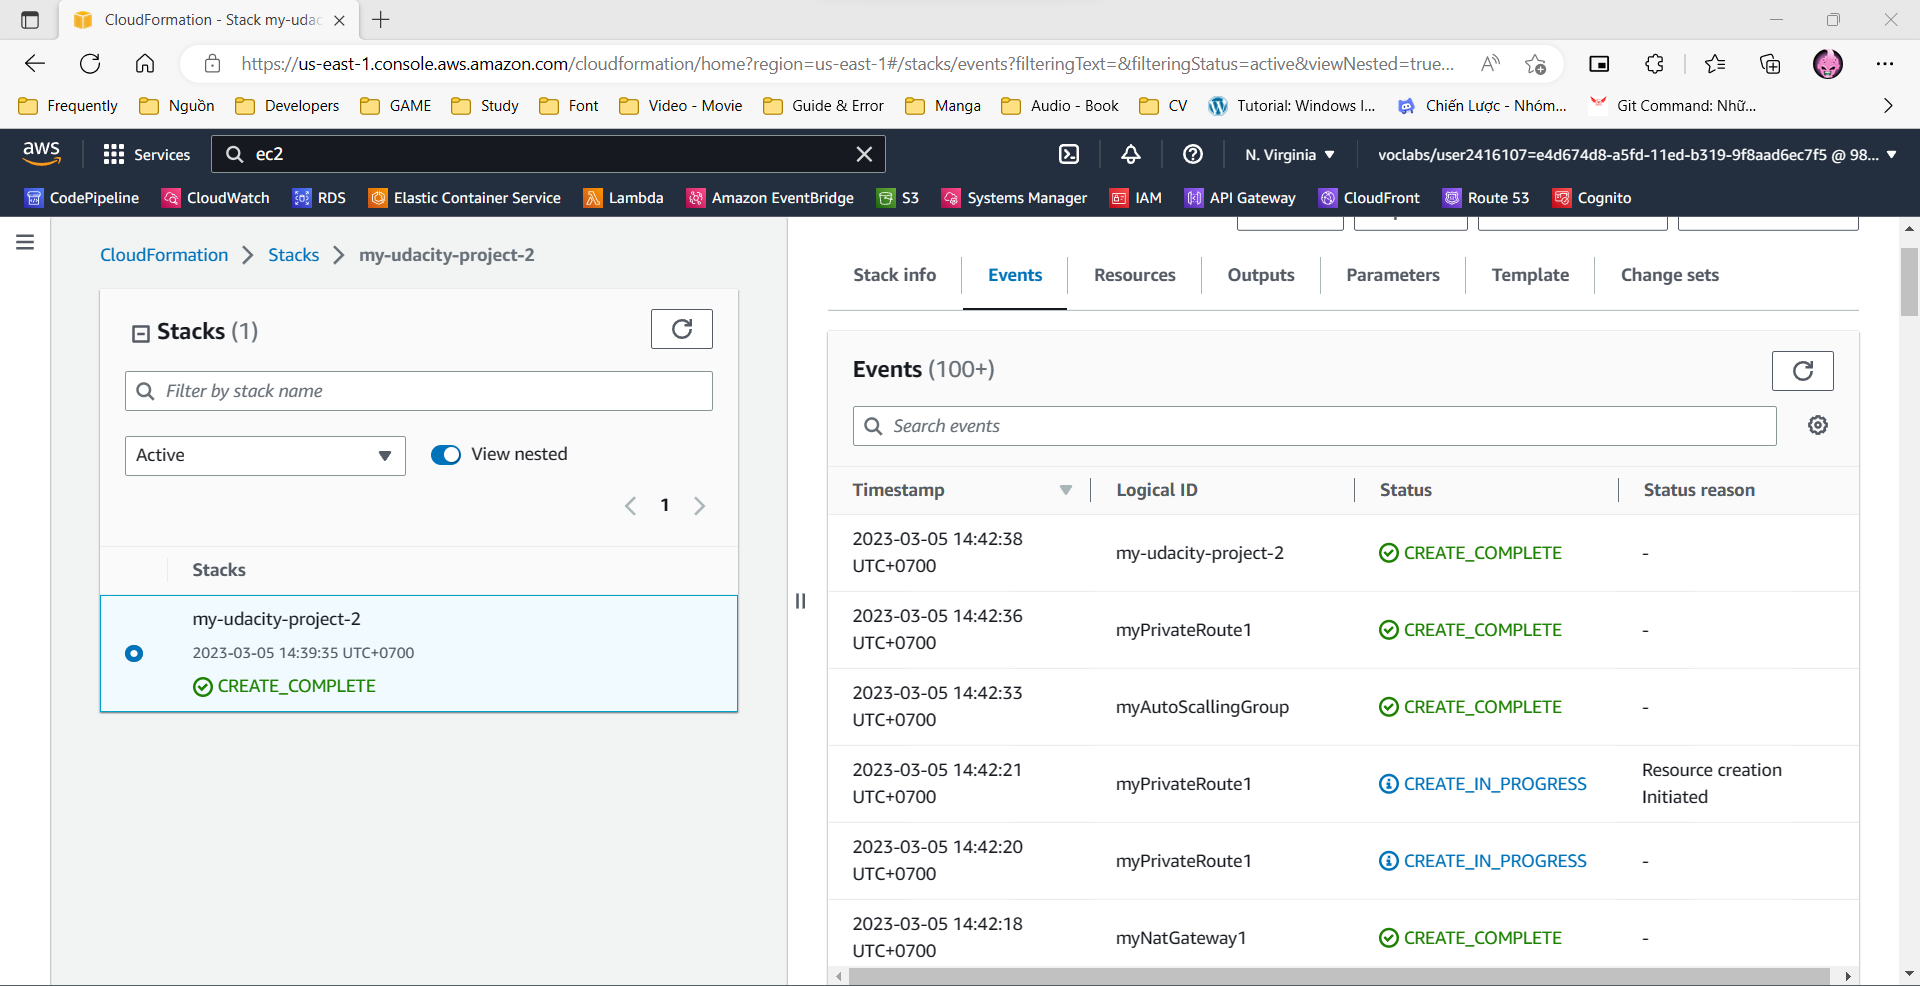 CloudFormation - Stack my-udac
https://us-east-1.console.aws.amazon.com/cloudformation/home?region=us-east-1#/stacks/events?filteringText=&filteringStatus=active&viewNested=true...
Frequently Nguồn Developers GAME Study Font Video - Movie Guide & Error Manga Audio - Book CV Tutorial: Windows I... Chiến Lược - Nhóm... Git Command: Nhữ...
aws Services ec2 N. Virginia voclabs/user2416107=e4d674d8-a5fd-11ed-b319-9f8aad6ec7f5 @ 98...
CodePipeline CloudWatch RDS Elastic Container Service Lambda Amazon EventBridge S3 Systems Manager IAM API Gateway CloudFront Route 53 Cognito
CloudFormation Stacks my-udacity-project-2
Stacks (1)
Filter by stack name
Active View nested
1
Stacks
my-udacity-project-2
2023-03-05 14:39:35 UTC+0700
CREATE_COMPLETE
Stack info Events Resources Outputs Parameters Template Change sets
Events (100+)
Search events
Timestamp Logical ID Status Status reason
2023-03-05 14:42:38
UTC+0700
my-udacity-project-2 CREATE_COMPLETE -
2023-03-05 14:42:36
UTC+0700
myPrivateRoute1 CREATE_COMPLETE -
2023-03-05 14:42:33
UTC+0700
myAutoScallingGroup CREATE_COMPLETE -
2023-03-05 14:42:21
UTC+0700
myPrivateRoute1 CREATE_IN_PROGRESS
Resource creation
Initiated
2023-03-05 14:42:20
UTC+0700
myPrivateRoute1 CREATE_IN_PROGRESS -
2023-03-05 14:42:18
UTC+0700
myNatGateway1 CREATE_COMPLETE -